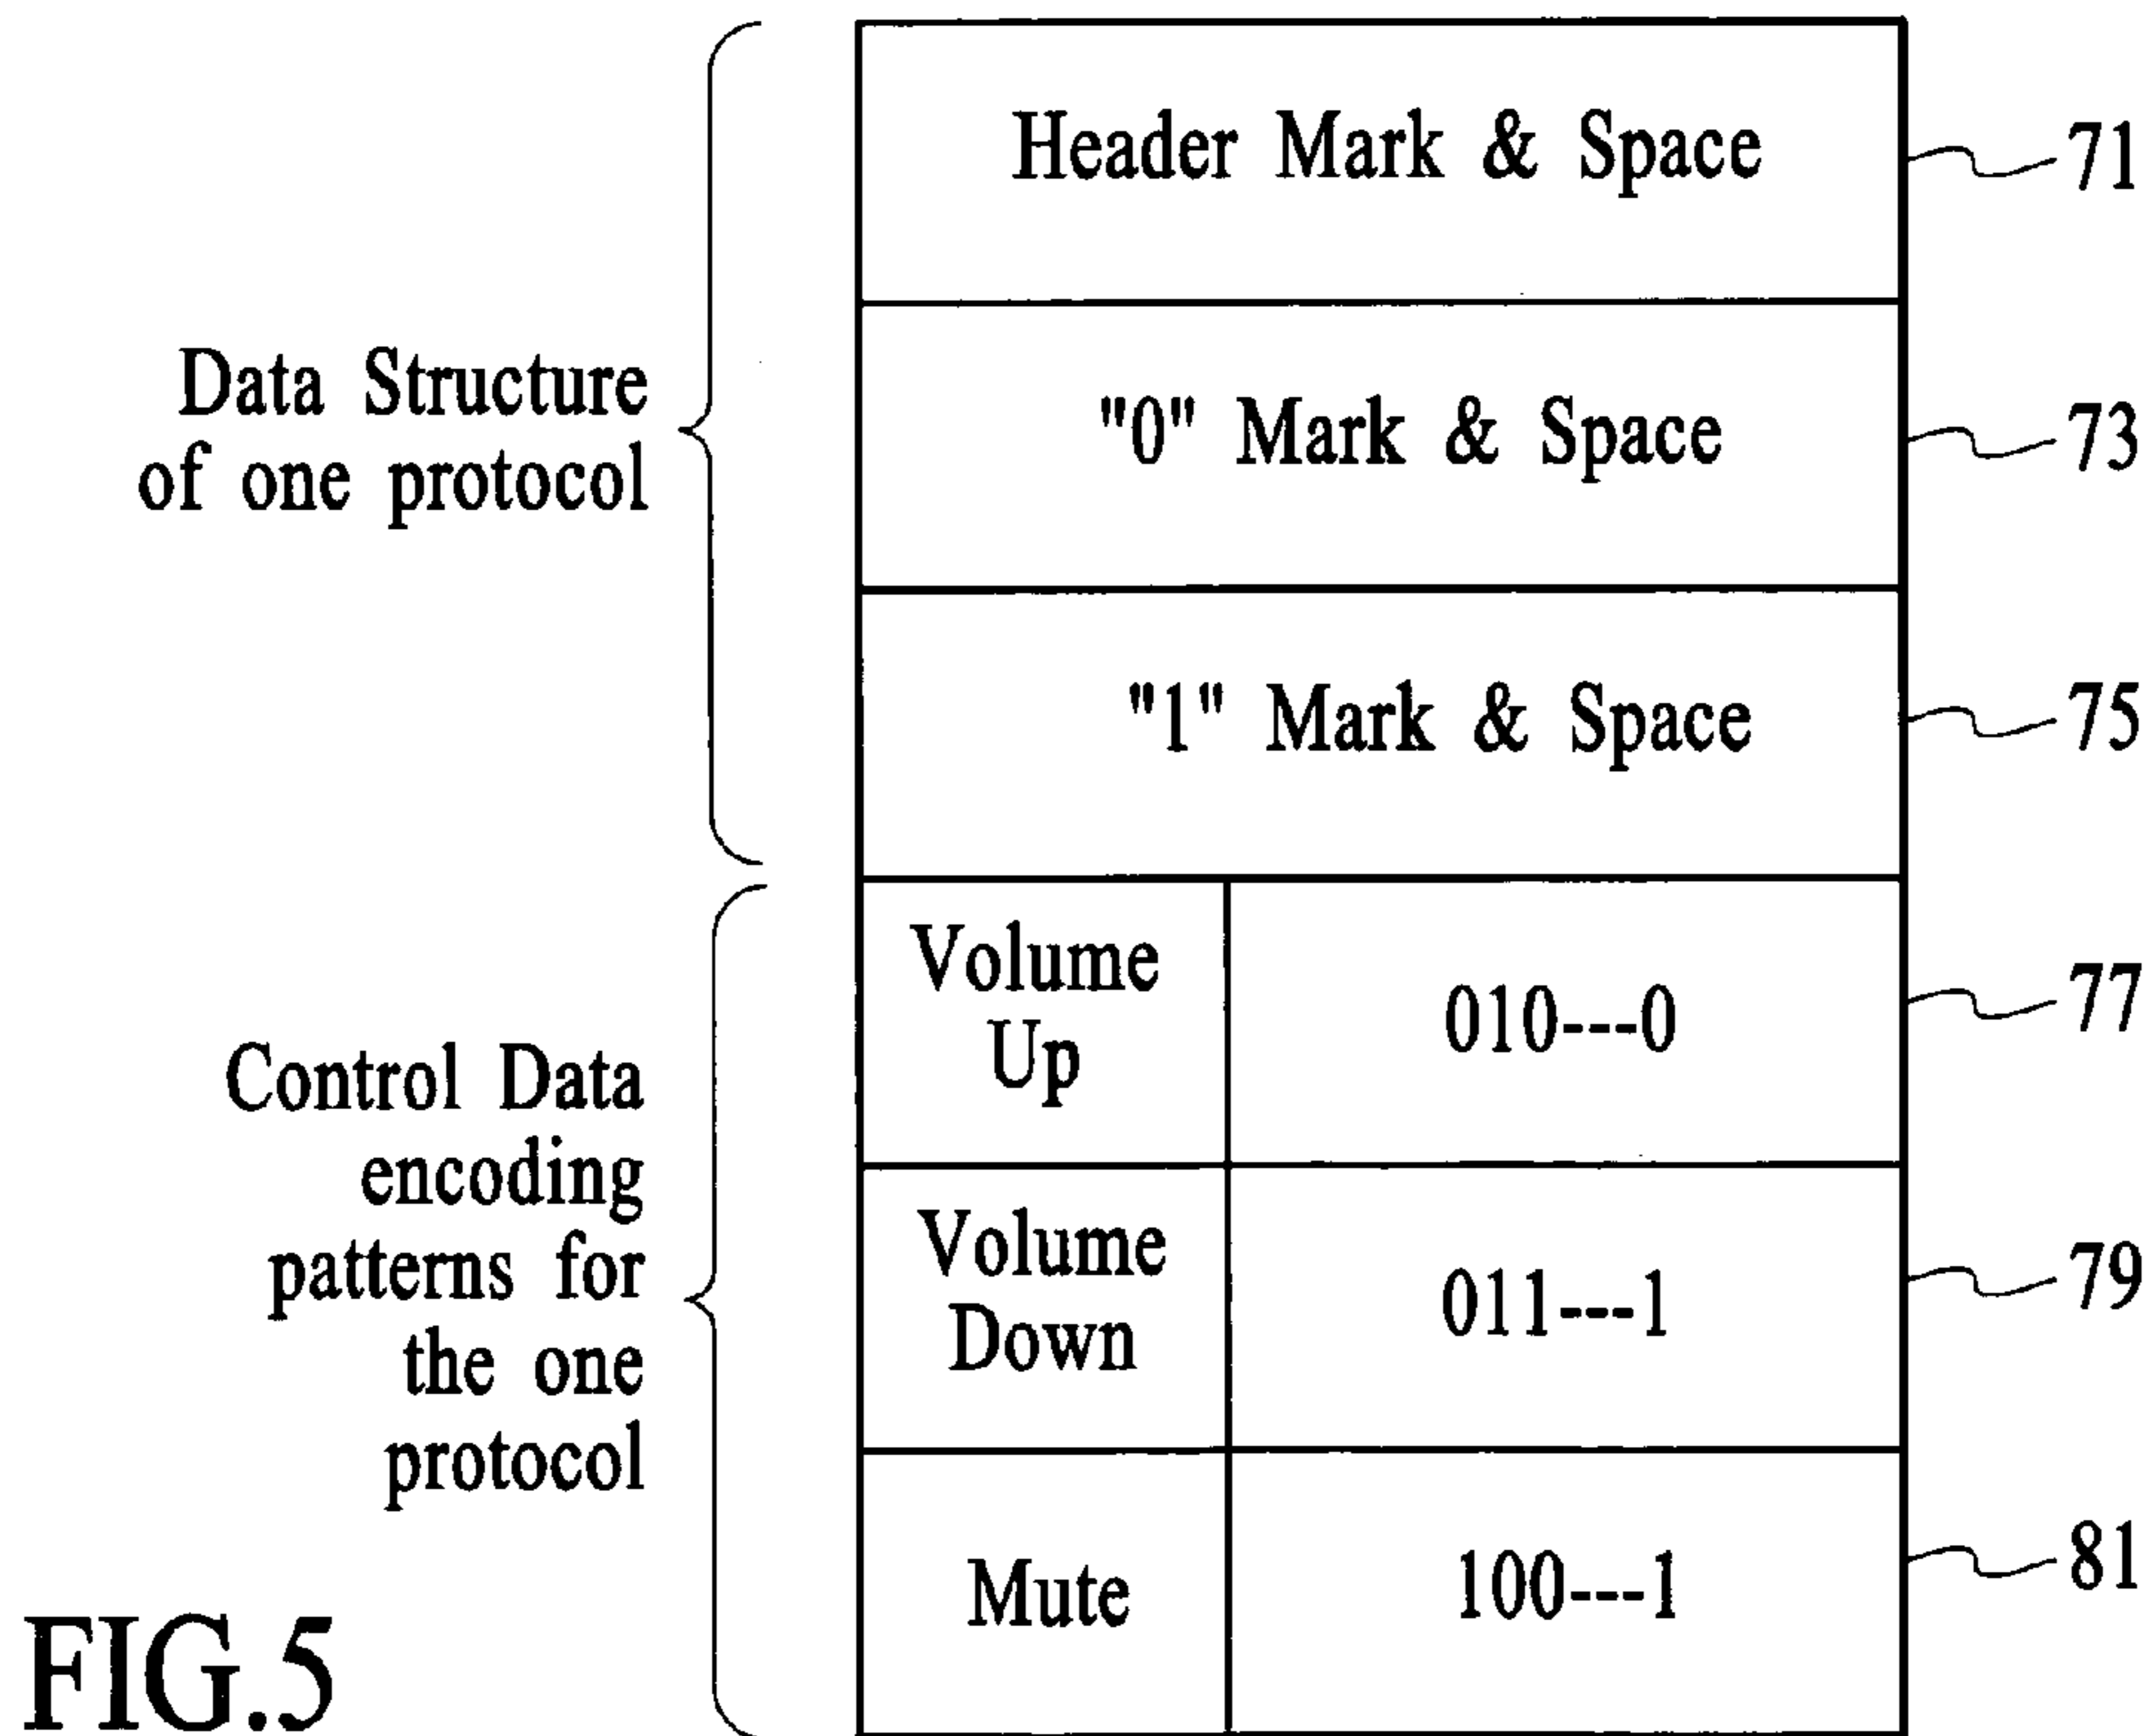 Header Mark & Space
71
Data Structure
of one protocol
"0" Mark & Space
73
"1" Mark & Space
75
Control Data
encoding
patterns for
the one
protocol
Volume
Up
010---0
77
Volume
Down
011---1
79
Mute
100---1
81
FIG.5